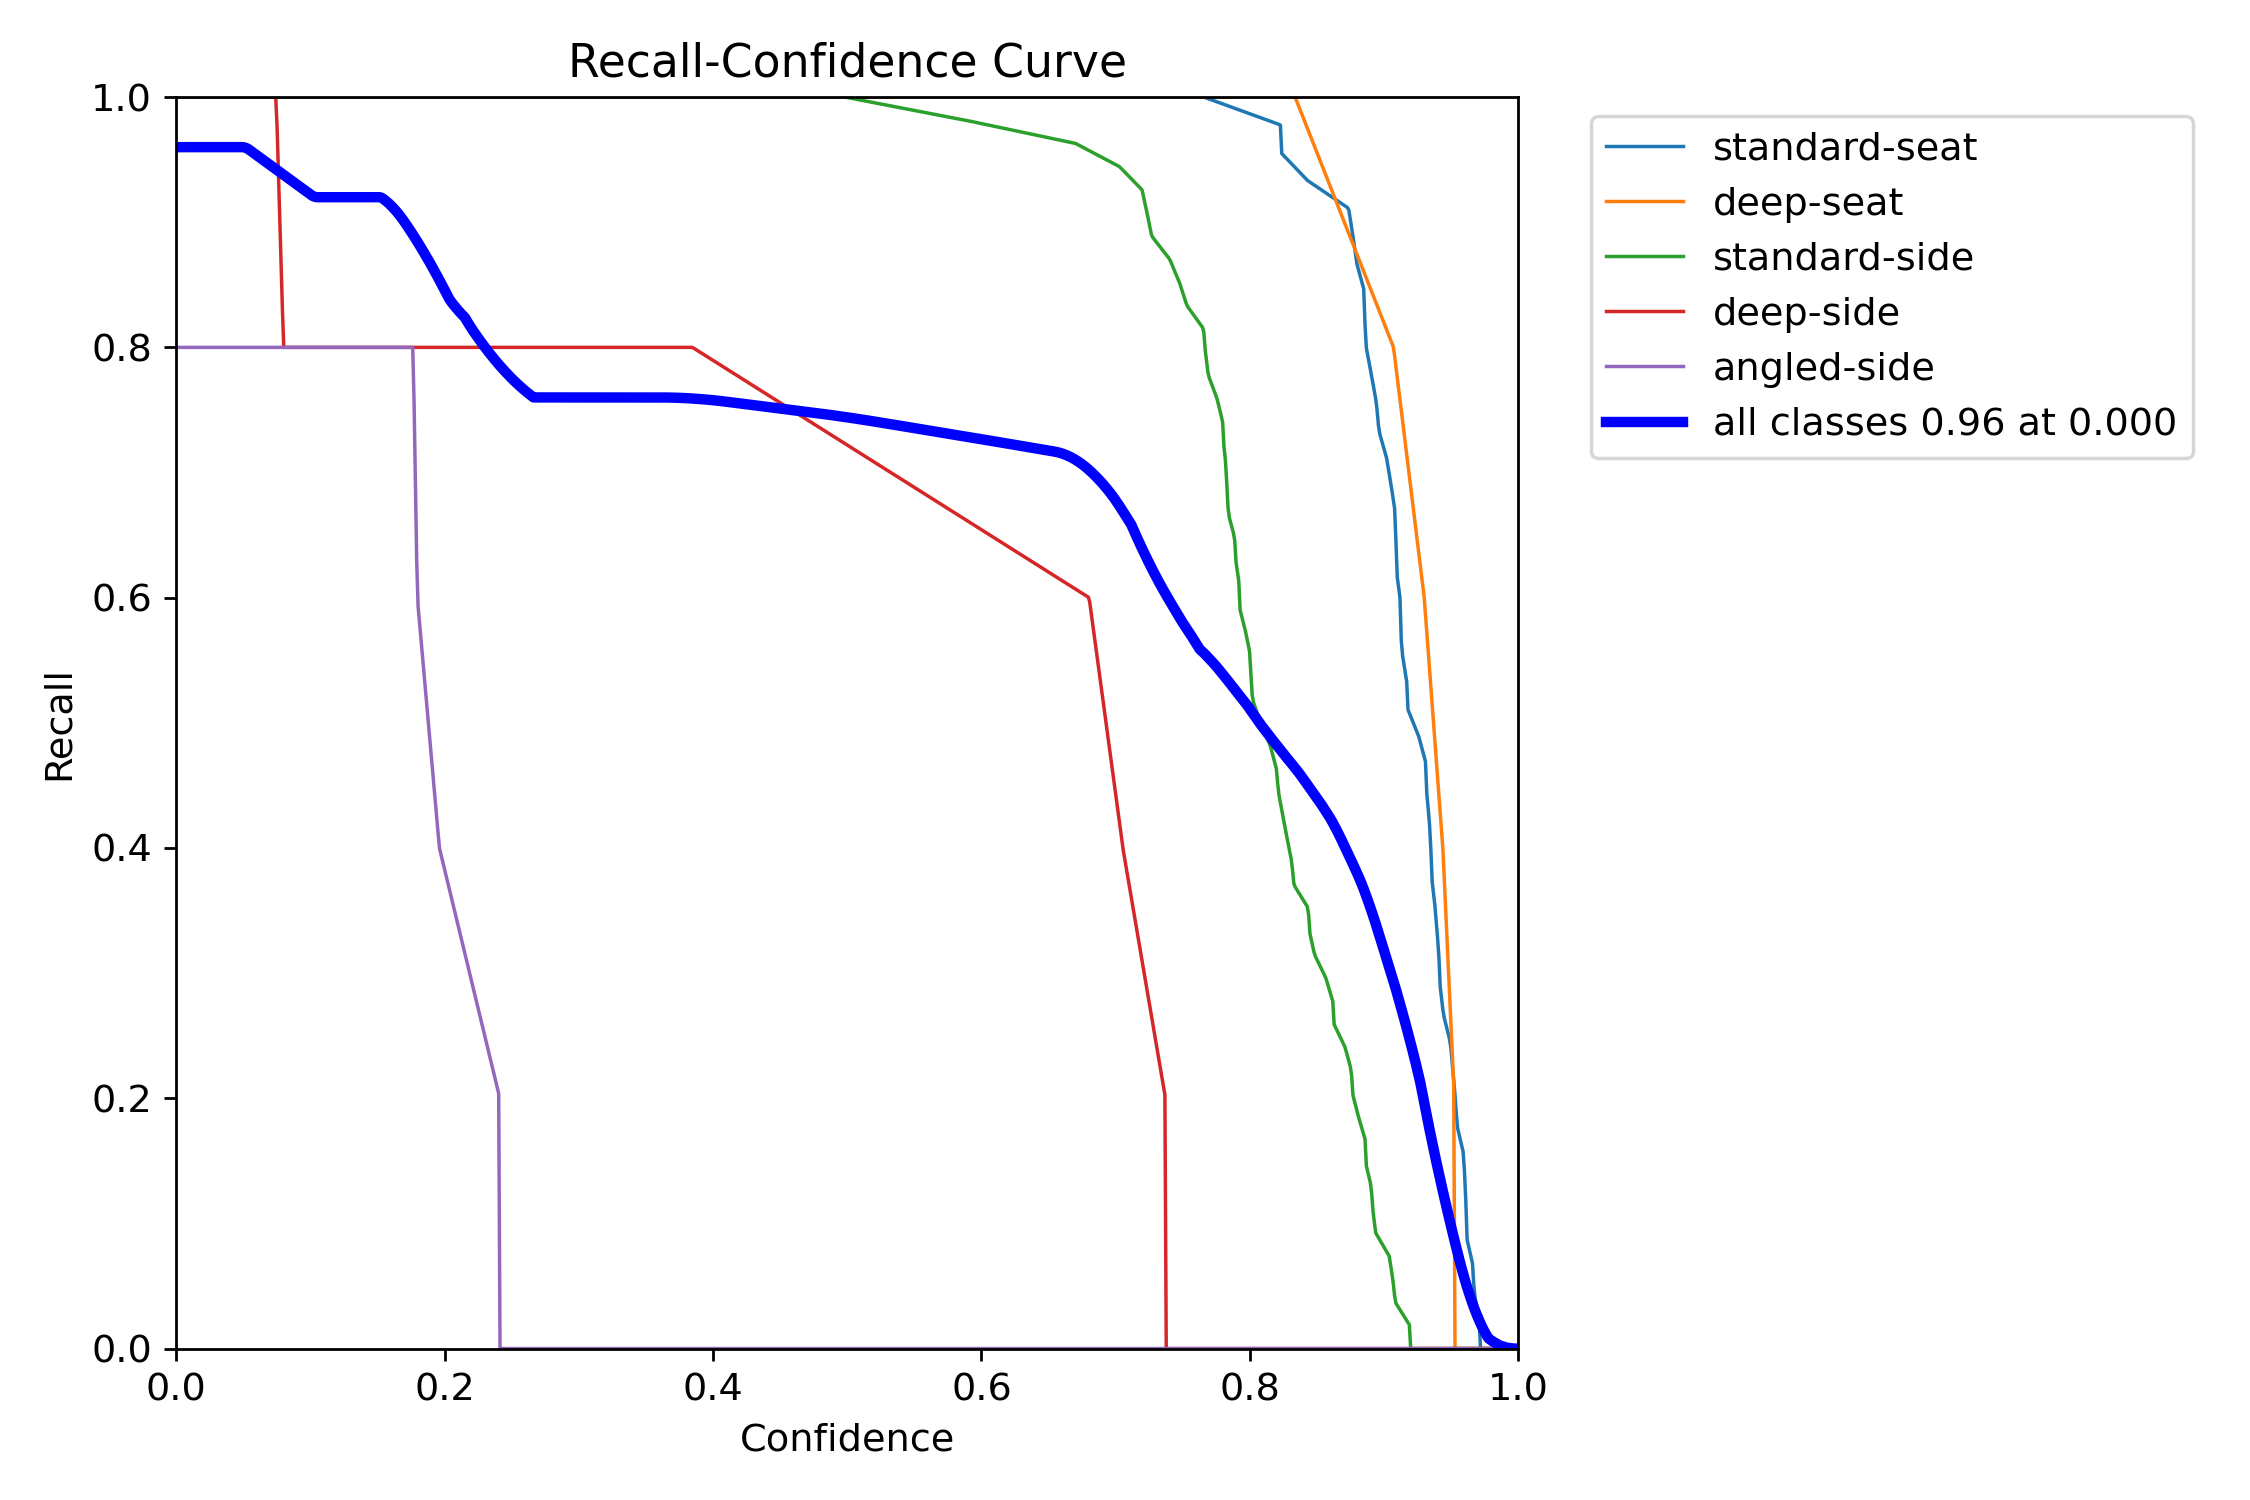 Recall-Confidence Curve
1.0
0.8
0.6
0.4
0.2
0.0
Recall
0.0 0.2 0.4 0.6 0.8 1.0
Confidence
standard-seat
deep-seat
standard-side
deep-side
angled-side
all classes 0.96 at 0.000